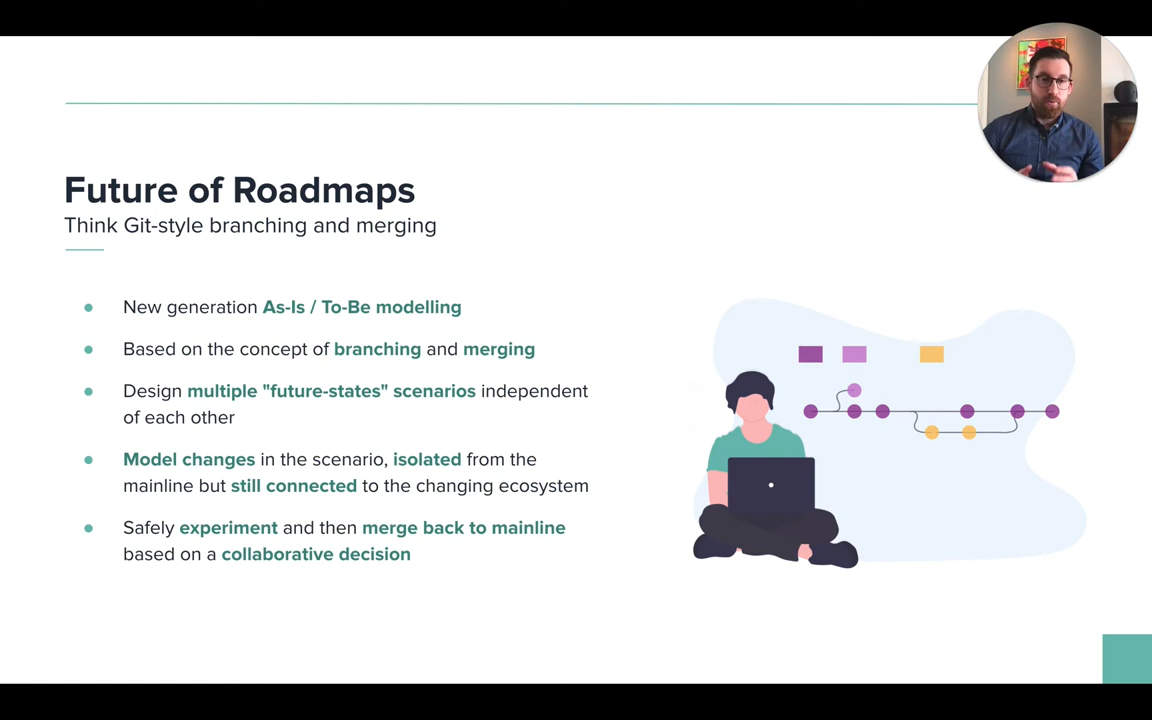 Future of Roadmaps
Think Git-style branching and merging
New generation As-Is / To-Be modelling
Based on the concept of branching and merging
Design multiple "future-states" scenarios independent
of each other
Model changes in the scenario, isolated from the
mainline but still connected to the changing ecosystem
Safely experiment and then merge back to mainline
based on a collaborative decision